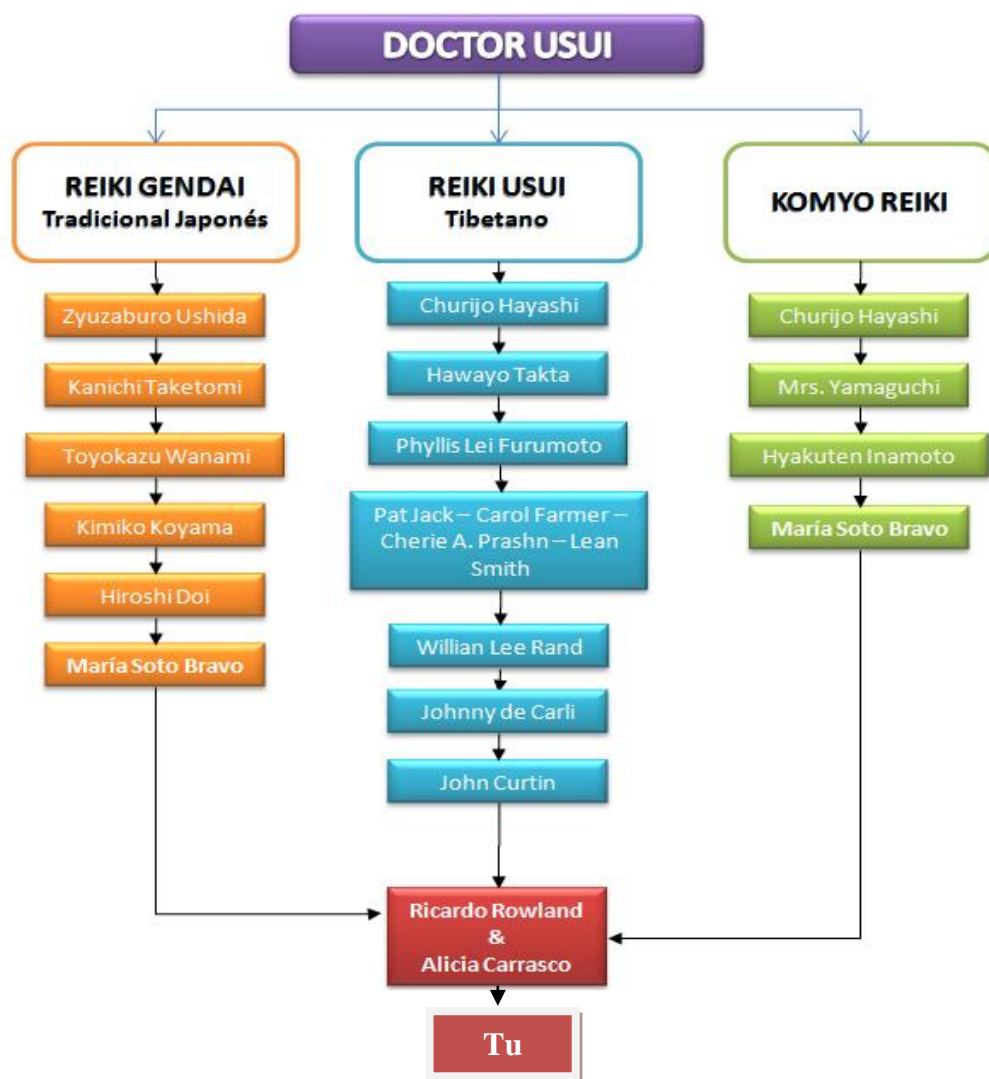 DOCTOR USUI
REIKI GENDAI
Tradicional Japonés
Zyuzaburo Ushida
Kanichi Taketomi
Toyokazu Wanami
Kimiko Koyama
Hiroshi Doi
María Soto Bravo
REIKI USUI
Tibetano
Churijo Hayashi
Hawayo Takta
Phyllis Lei Furumoto
Pat Jack – Carol Farmer –
Cherie A. Prashn – Lean
Smith
Willian Lee Rand
Johnny de Carli
John Curtin
KOMYO REIKI
Churijo Hayashi
Mrs. Yamaguchi
Hyakuten Inamoto
María Soto Bravo
Ricardo Rowland
&
Alicia Carrasco
Tu